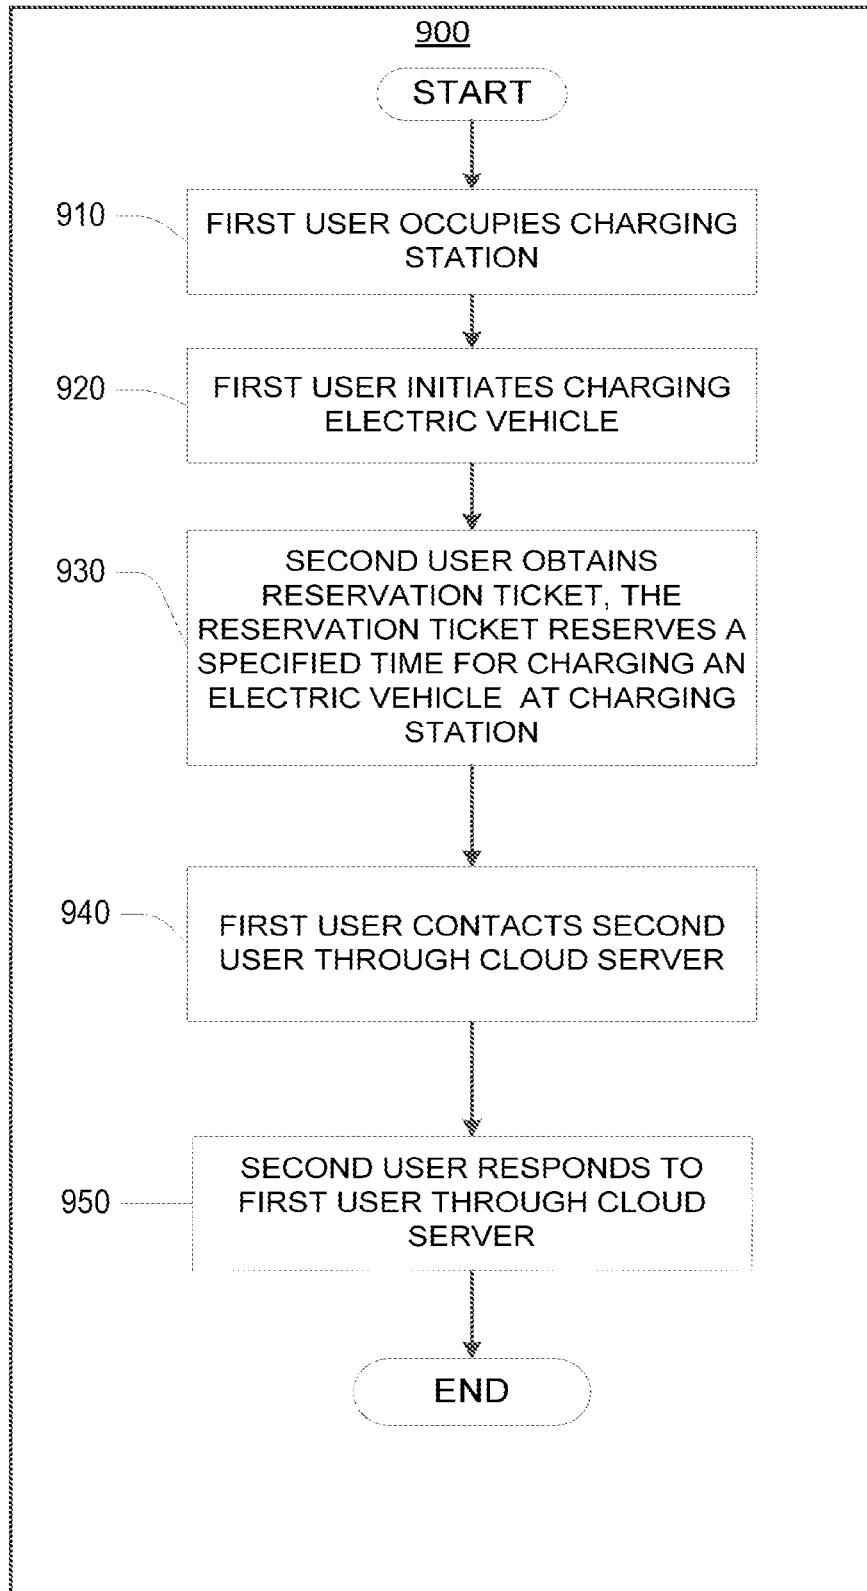 900
START
910
FIRST USER OCCUPIES CHARGING
STATION
920
FIRST USER INITIATES CHARGING
ELECTRIC VEHICLE
930
SECOND USER OBTAINS
RESERVATION TICKET, THE
RESERVATION TICKET RESERVES A
SPECIFIED TIME FOR CHARGING AN
ELECTRIC VEHICLE AT CHARGING
STATION
940
FIRST USER CONTACTS SECOND
USER THROUGH CLOUD SERVER
950
SECOND USER RESPONDS TO
FIRST USER THROUGH CLOUD
SERVER
END